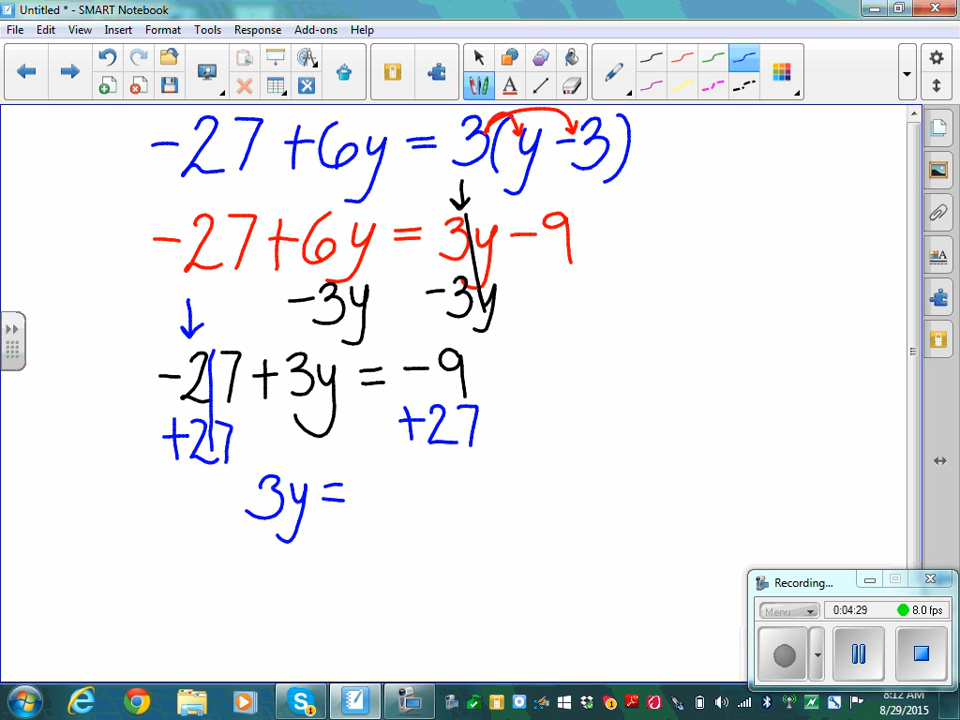 Untitled * - SMART Notebook
File Edit View Insert Format Tools Response Add-ons Help
-27 + 6y = 3(y - 3)
-27 + 6y = 3y - 9
-3y -3y
-27 + 3y = -9
+27 +27
3y =
Recording...
Menu 0:04:29 8.0 fps
8:12 AM
8/29/2015